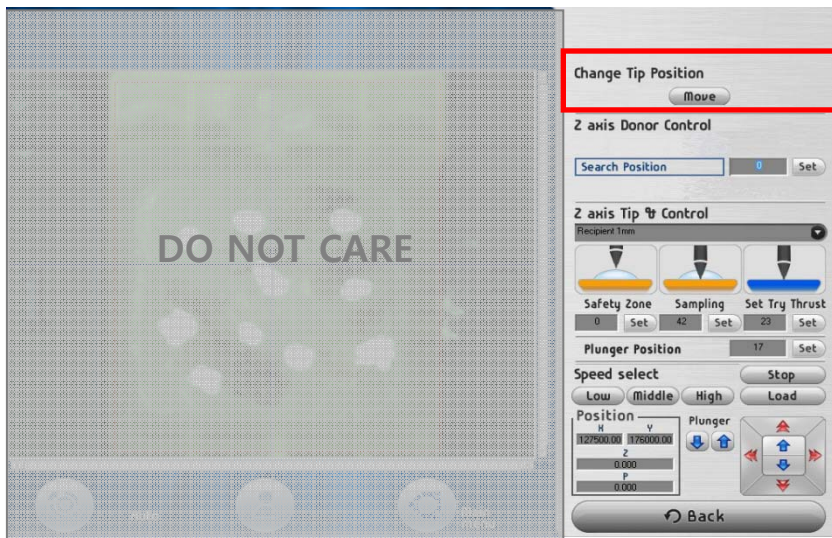 DO NOT CARE
Change Tip Position
Move
Z axis Donor Control
Search Position 0 Set
Z axis Tip & Control
Recipient 1mm
Safety Zone Sampling Set Try Thrust
0 Set 42 Set 23 Set
Plunger Position 17 Set
Speed select Stop
Low Middle High Load
Position Plunger
X Y
127500.00 176000.00
Z
0.000
P
0.000
Back